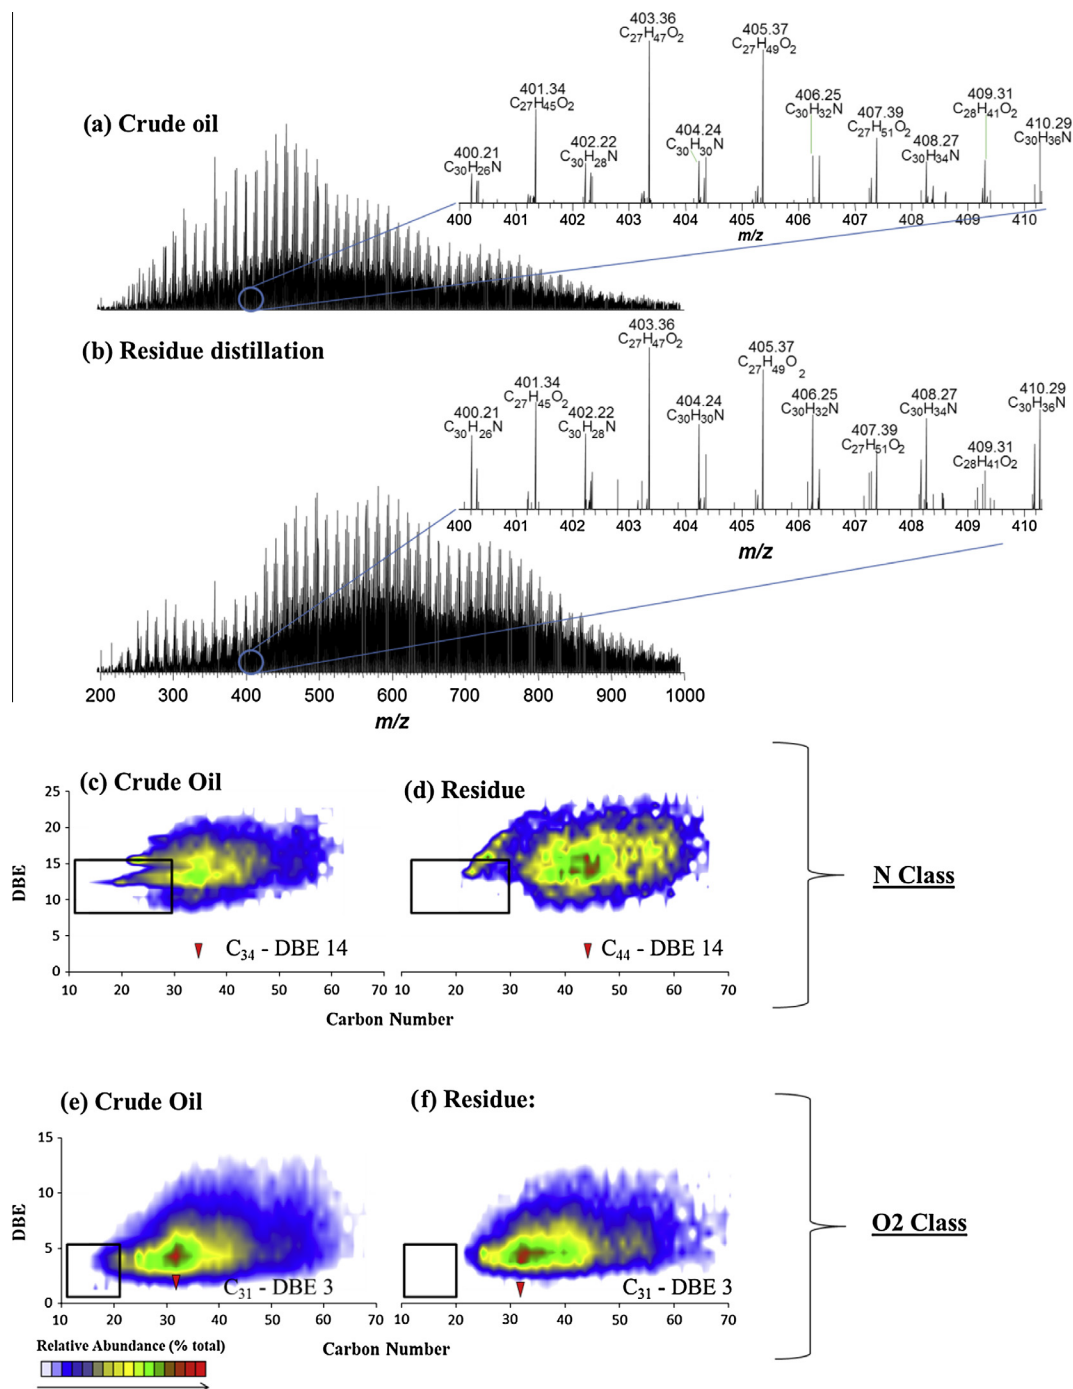 (a) Crude oil
403.36
C27H47O2
405.37
C27H49O2
401.34
C27H45O2
406.25
C30H32N
409.31
C28H41O2
407.39
C27H51O2
410.29
C30H36N
404.24
C30H30N
402.22
C30H28N
408.27
C30H34N
400.21
C30H26N
400 401 402 403 404 405 406 407 408 409 410
m/z
(b) Residue distillation
403.36
C27H47O2
405.37
C27H49O2
401.34
C27H45O2
406.25
C30H32N
408.27
C30H34N
410.29
C30H36N
400.21
C30H26N
402.22
C30H28N
404.24
C30H30N
407.39
C27H51O2
409.31
C28H41O2
400 401 402 403 404 405 406 407 408 409 410
m/z
200 300 400 500 600 700 800 900 1000
m/z
(c) Crude Oil
(d) Residue
25
20
15
10
5
0
DBE
C34 - DBE 14
C44 - DBE 14
10 20 30 40 50 60 70
10 20 30 40 50 60 70
Carbon Number
N Class
(e) Crude Oil
(f) Residue:
15
10
5
0
DBE
C31 - DBE 3
C31 - DBE 3
10 20 30 40 50 60 70
10 20 30 40 50 60 70
Carbon Number
O2 Class
Relative Abundance (% total)